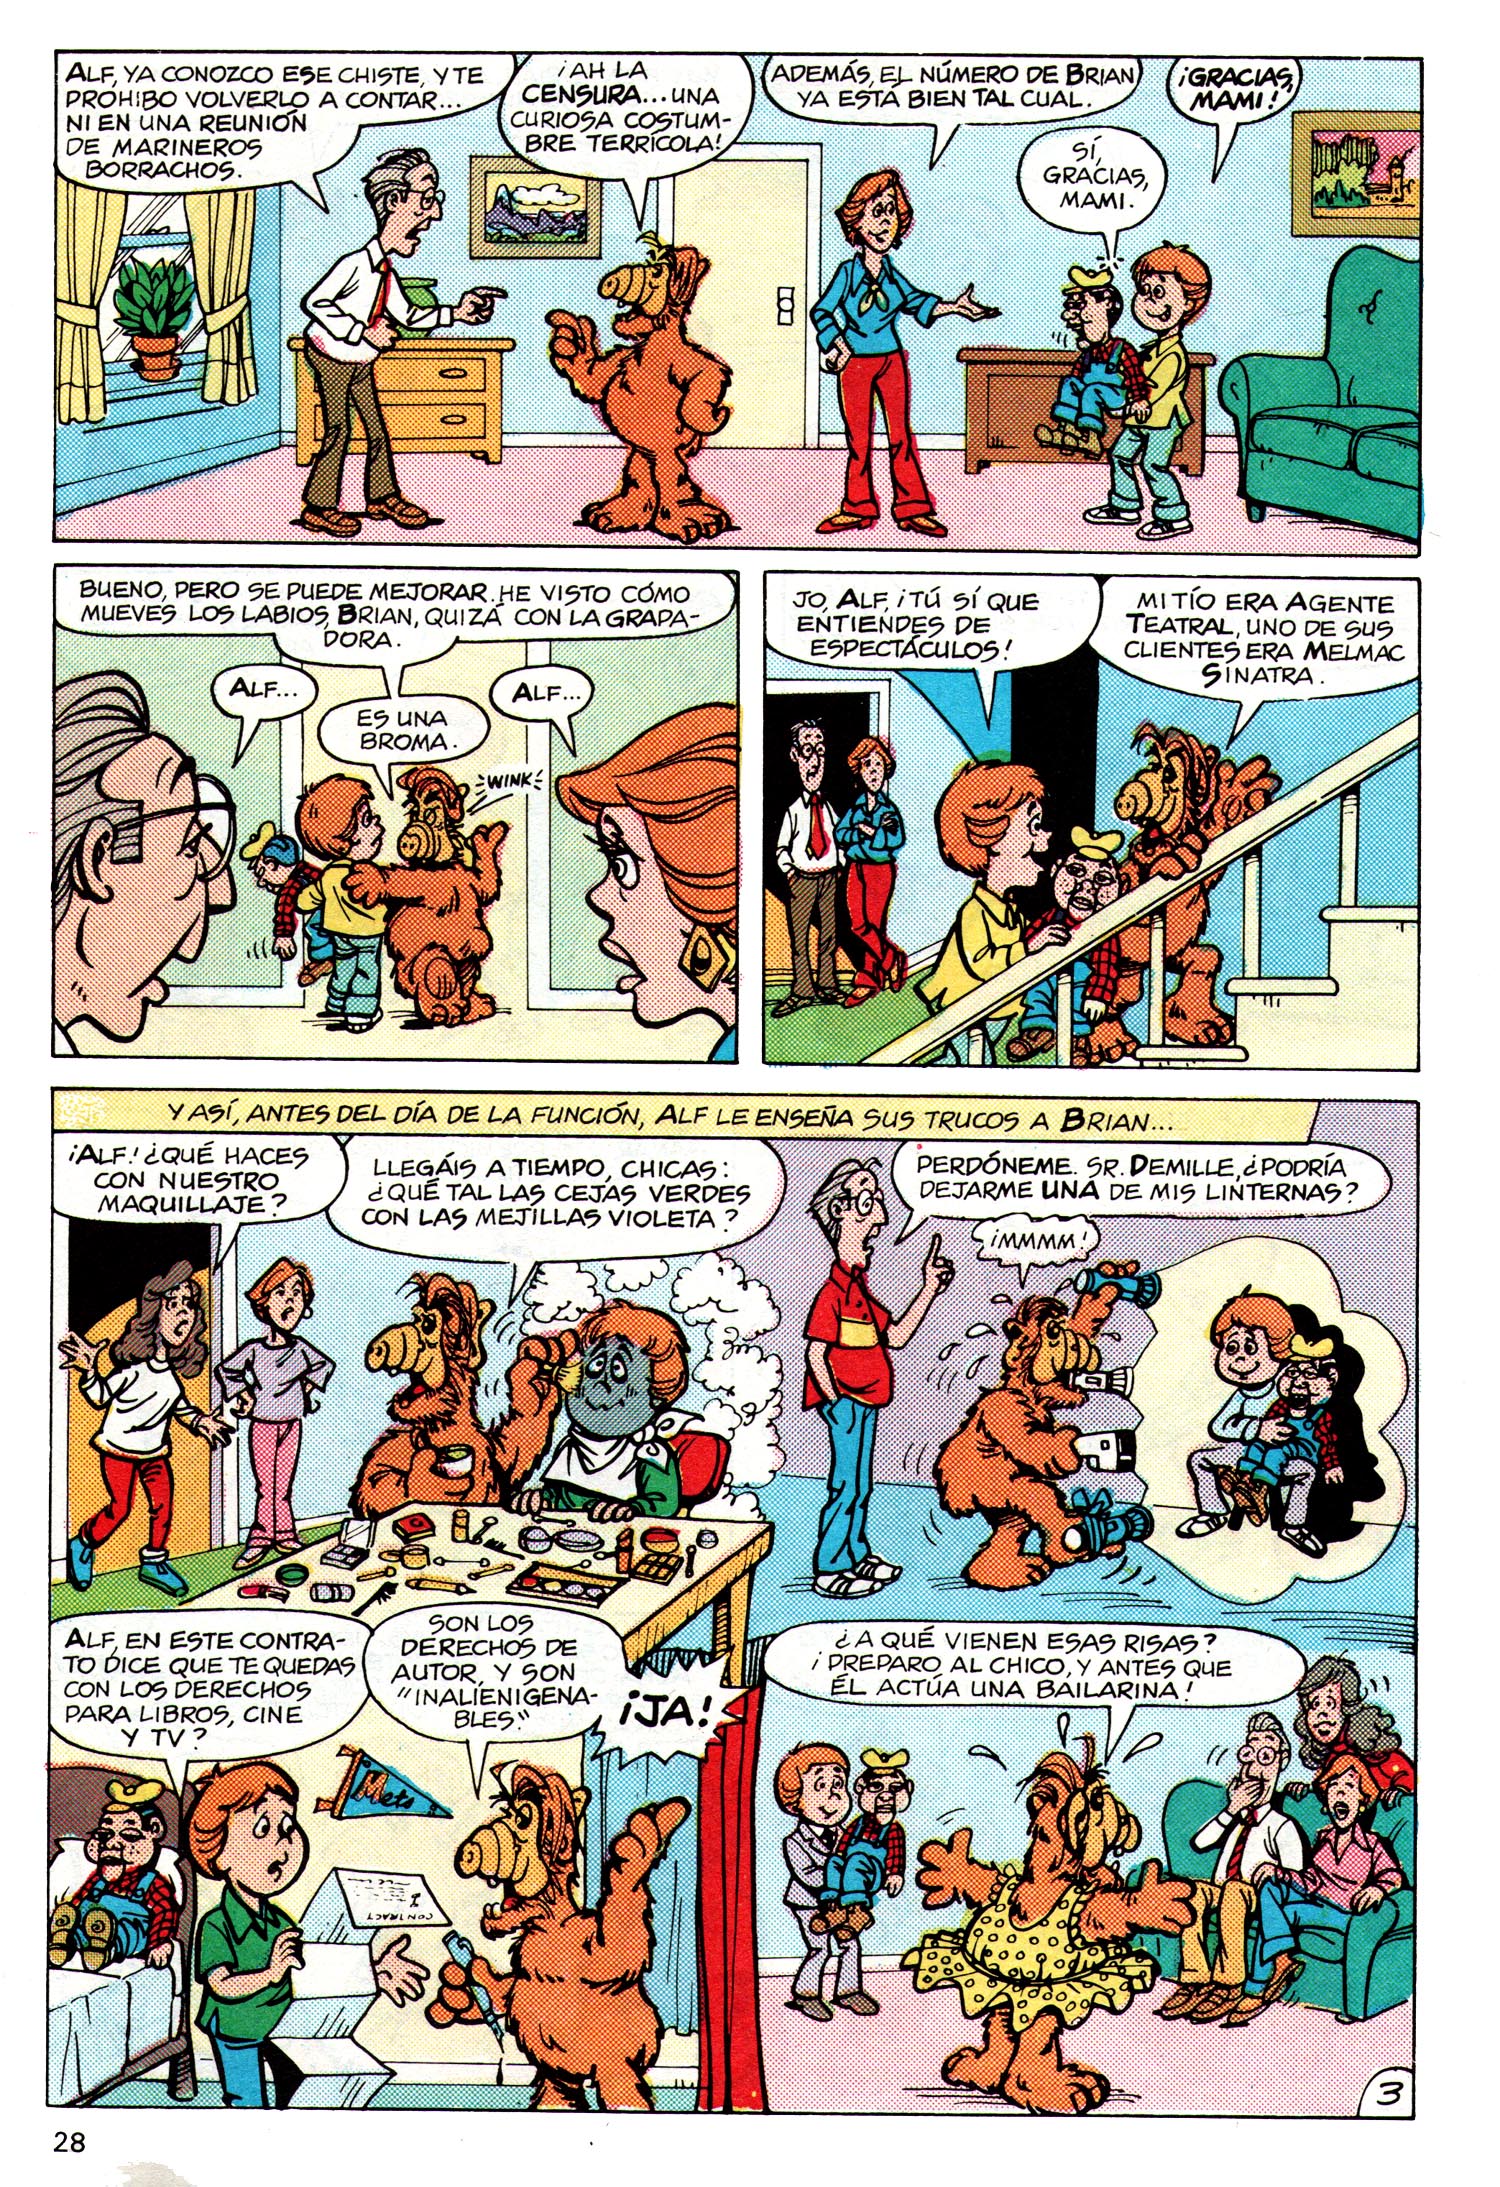 ALF, YA CONOZCO ESE CHISTE, Y TE
PROHIBO VOLVERLO A CONTAR...
NI EN UNA REUNIÓN
DE MARINEROS
BORRACHOS.
¡AH LA
CENSURA... UNA
CURIOSA COSTUM-
BRE TERRÍCOLA!
ADEMÁS, EL NÚMERO DE BRIAN
YA ESTÁ BIEN TAL CUAL.
SÍ,
GRACIAS,
MAMI.
¡GRACIAS,
MAMI!
BUENO, PERO SE PUEDE MEJORAR. HE VISTO CÓMO
MUEVES LOS LABIOS, BRIAN, QUIZÁ CON LA GRAPA-
DORA.
ALF...
ES UNA
BROMA.
ALF...
WINK
JO, ALF, ¡TÚ SÍ QUE
ENTIENDES DE
ESPECTÁCULOS!
MI TÍO ERA AGENTE
TEATRAL, UNO DE SUS
CLIENTES ERA MELMAC
SINATRA.
Y ASÍ, ANTES DEL DÍA DE LA FUNCIÓN, ALF LE ENSEÑA SUS TRUCOS A BRIAN...
¡ALF! ¿QUÉ HACES
CON NUESTRO
MAQUILLAJE?
LLEGÁIS A TIEMPO, CHICAS:
¿QUÉ TAL LAS CEJAS VERDES
CON LAS MEJILLAS VIOLETA?
PERDÓNEME. SR. DEMILLE, ¿PODRÍA
DEJARME UNA DE MIS LINTERNAS?
¡MMMM!
ALF, EN ESTE CONTRA-
TO DICE QUE TE QUEDAS
CON LOS DERECHOS
PARA LIBROS, CINE
Y TV?
SON LOS
DERECHOS DE
AUTOR, Y SON
"INALIENIGENA-
BLES."
¡JA!
Mets
CONTRACT
¿A QUÉ VIENEN ESAS RISAS?
¡PREPARO AL CHICO, Y ANTES QUE
ÉL ACTÚA UNA BAILARINA!
3
28